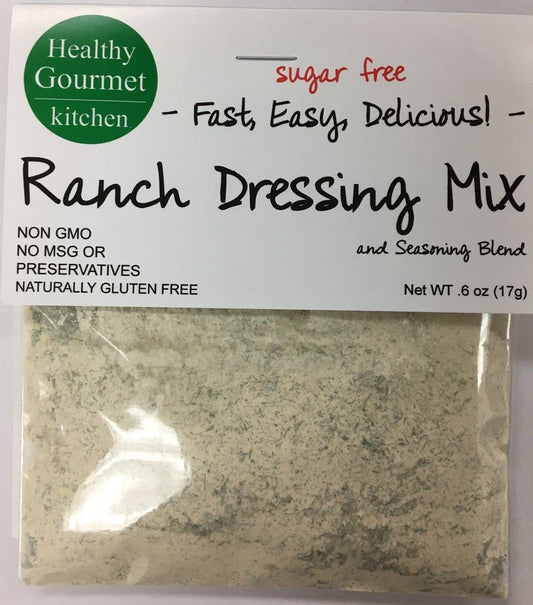 Healthy
Gourmet
kitchen
sugar free
- Fast, Easy, Delicious! -
Ranch Dressing Mix
and Seasoning Blend
NON GMO
NO MSG OR
PRESERVATIVES
NATURALLY GLUTEN FREE
Net WT .6 oz (17g)